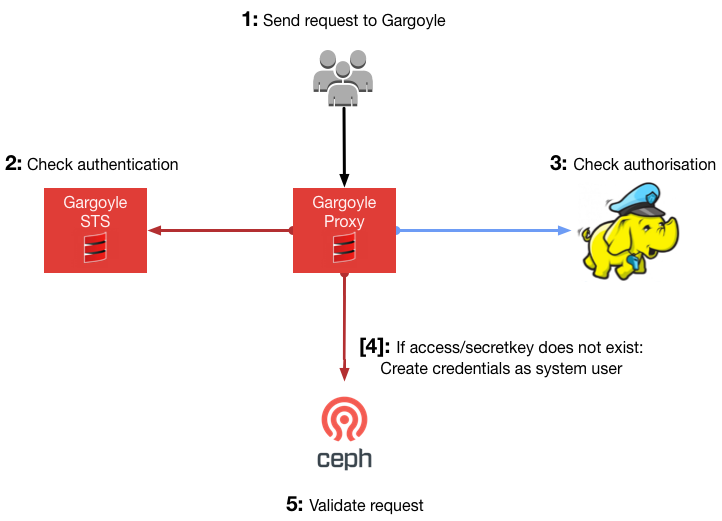 1: Send request to Gargoyle
2: Check authentication
3: Check authorisation
Gargoyle
STS
Gargoyle
Proxy
[4]: If access/secretkey does not exist:
Create credentials as system user
ceph
5: Validate request